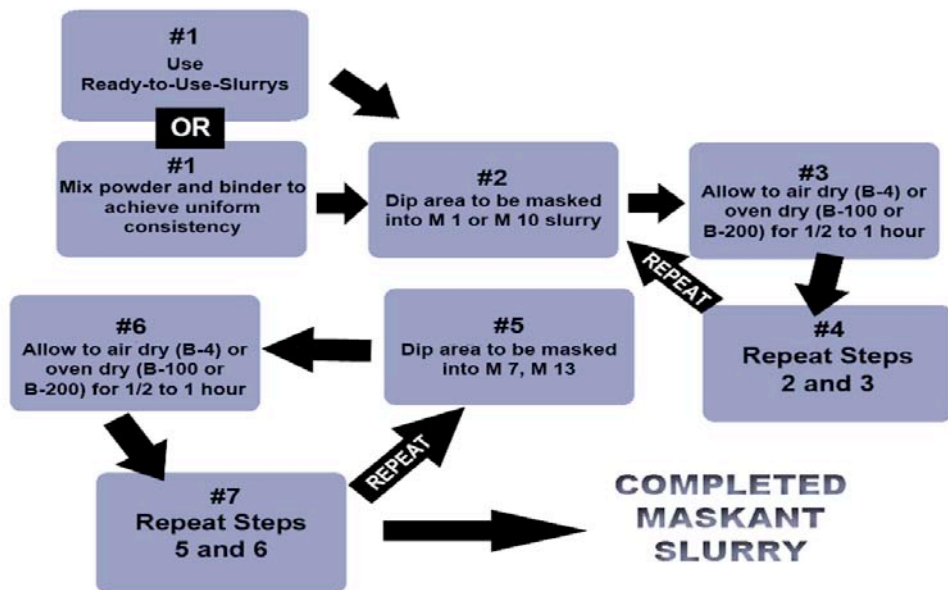 #1
Use
Ready-to-Use-Slurrys
OR
#1
Mix powder and binder to
achieve uniform
consistency
#2
Dip area to be masked
into M 1 or M 10 slurry
#3
Allow to air dry (B-4) or
oven dry (B-100 or
B-200) for 1/2 to 1 hour
REPEAT
#4
Repeat Steps
2 and 3
#5
Dip area to be masked
into M 7, M 13
#6
Allow to air dry (B-4) or
oven dry (B-100 or
B-200) for 1/2 to 1 hour
REPEAT
#7
Repeat Steps
5 and 6
COMPLETED
MASKANT
SLURRY